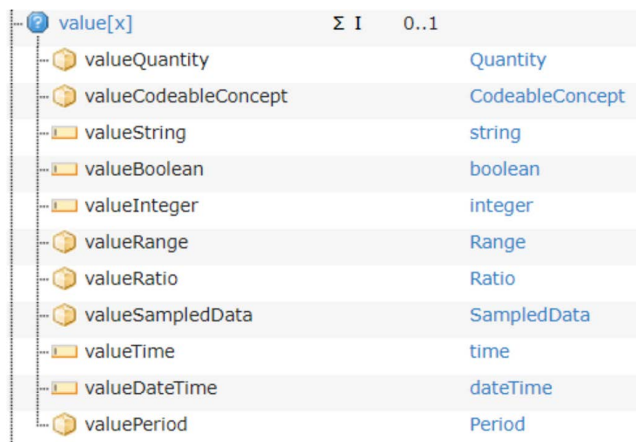 value[x] Σ I 0..1
valueQuantity Quantity
valueCodeableConcept CodeableConcept
valueString string
valueBoolean boolean
valueInteger integer
valueRange Range
valueRatio Ratio
valueSampledData SampledData
valueTime time
valueDateTime dateTime
valuePeriod Period